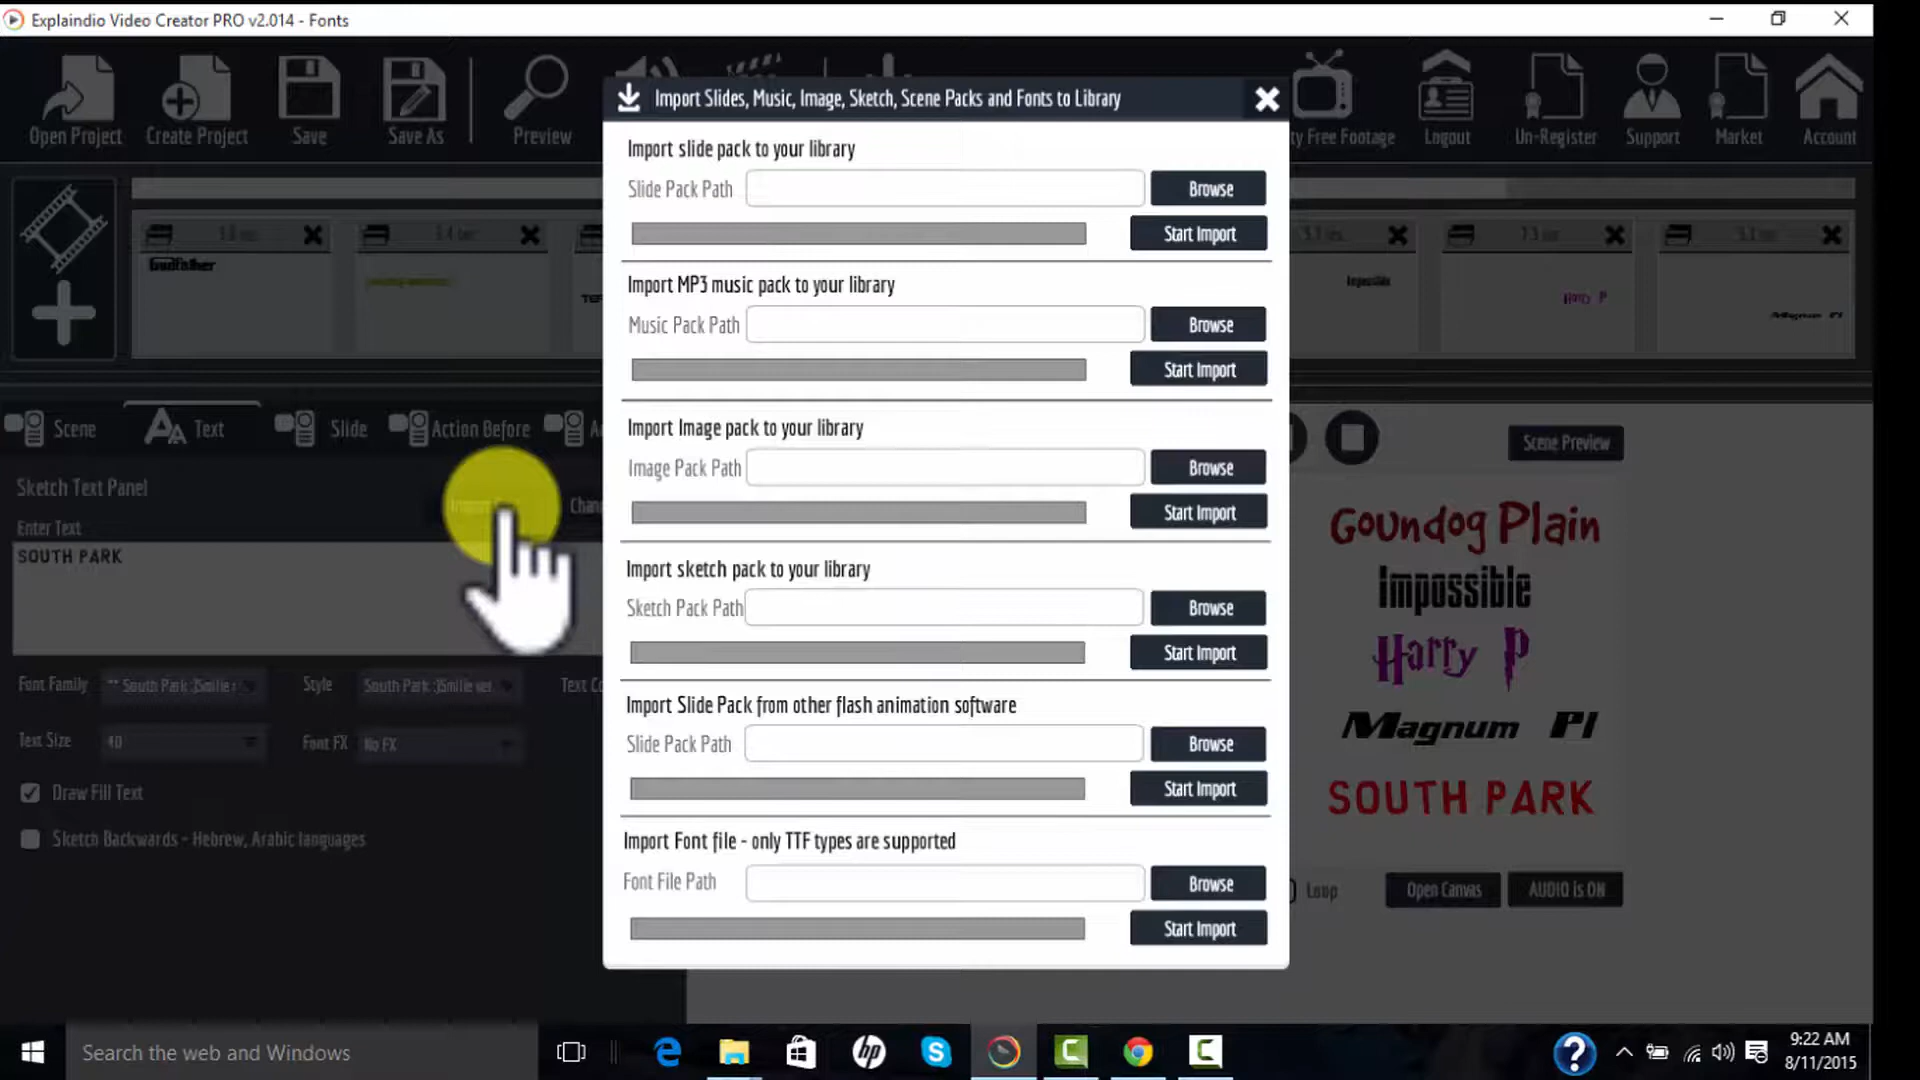 Explaindio Video Creator PRO v2.014 - Fonts
Open Project
Create Project
Save
Save As
Preview
ty Free Footage
Logout
Un-Register
Support
Market
Account
Import Slides, Music, Image, Sketch, Scene Packs and Fonts to Library
Import slide pack to your library
Slide Pack Path
Browse
Start Import
Import MP3 music pack to your library
Music Pack Path
Browse
Start Import
Import Image pack to your library
Image Pack Path
Browse
Start Import
Import sketch pack to your library
Sketch Pack Path
Browse
Start Import
Import Slide Pack from other flash animation software
Slide Pack Path
Browse
Start Import
Import Font file - only TTF types are supported
Font File Path
Browse
Start Import
Godfather
Impossible
Harry P
Magnum PI
Scene
Text
Slide
Action Before
Sketch Text Panel
Enter Text
SOUTH PARK
Font Family
Style
Text Size
40
Font FX
No FX
Draw Fill Text
Sketch Backwards - Hebrew, Arabic languages
Scene Preview
Goundog Plain
Impossible
Harry P
Magnum PI
SOUTH PARK
Loop
Open Canvas
AUDIO is ON
Search the web and Windows
9:22 AM
8/11/2015